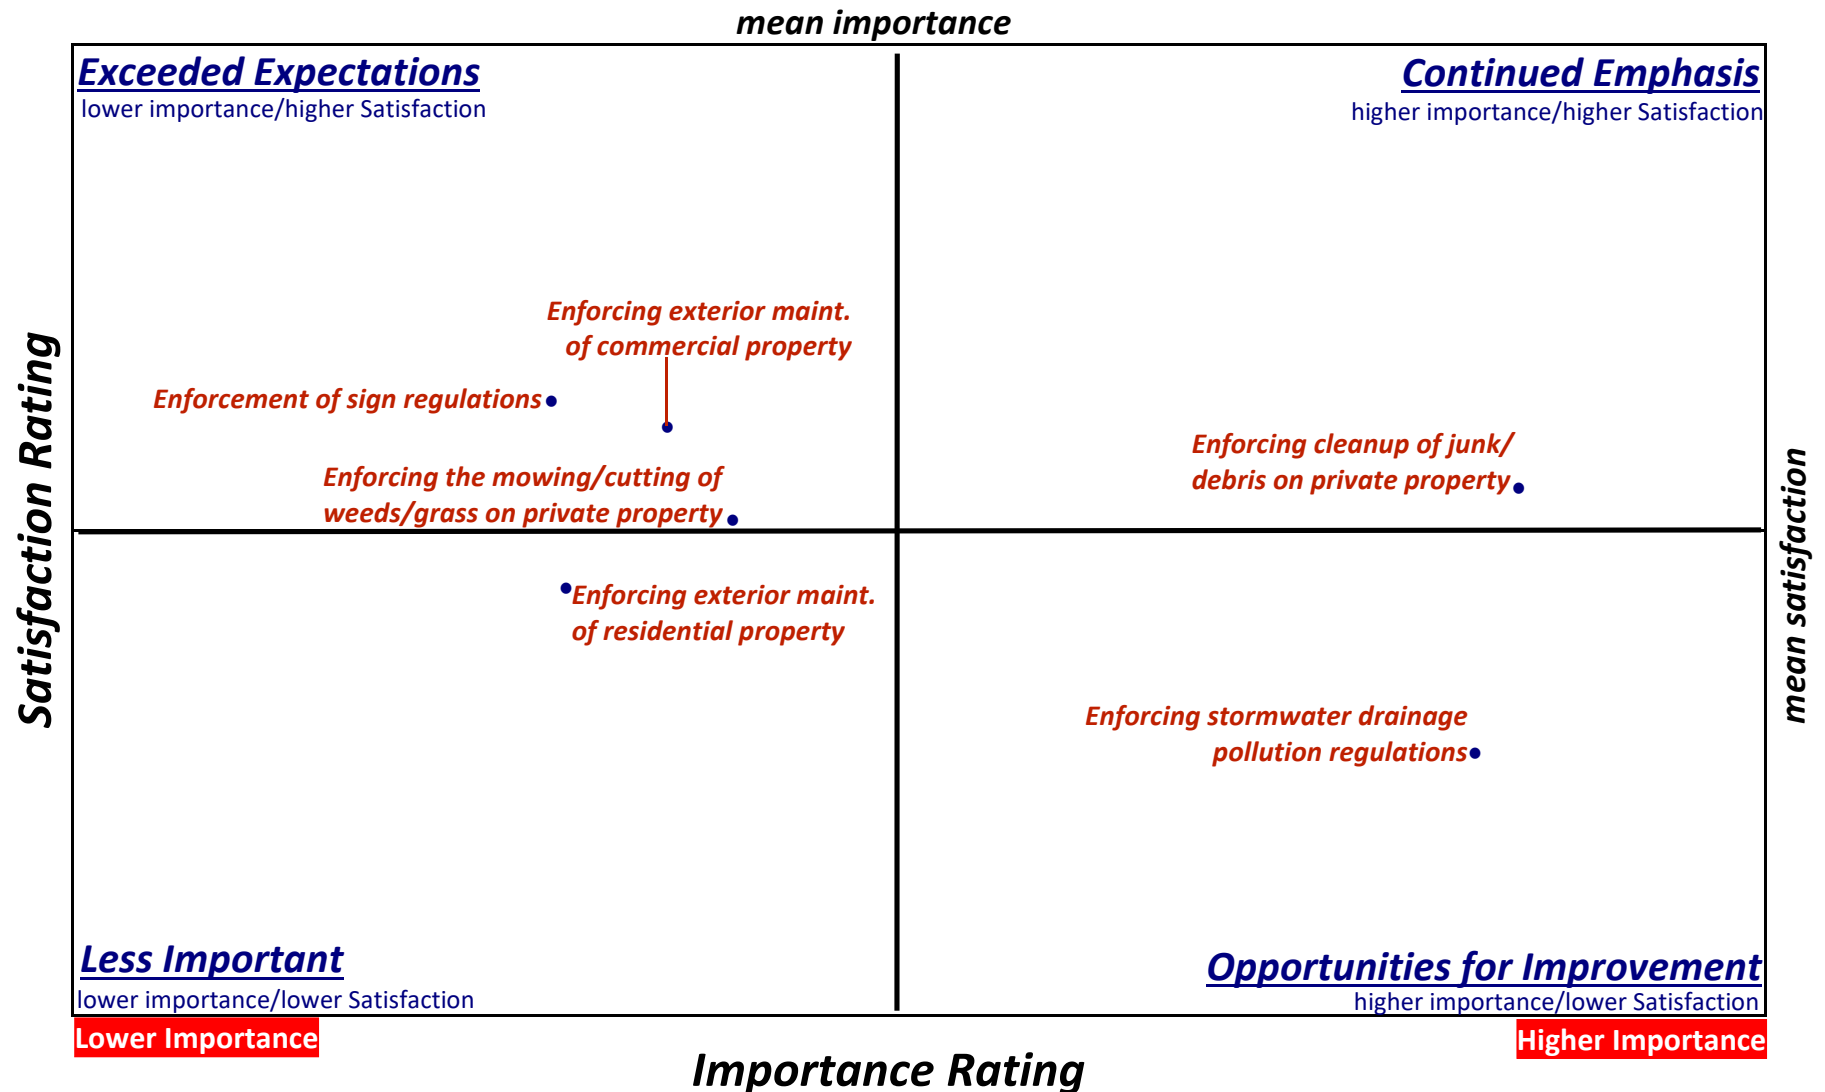 mean importance
Exceeded Expectations
lower importance/higher Satisfaction
Continued Emphasis
higher importance/higher Satisfaction
Enforcing exterior maint.
of commercial property
Enforcement of sign regulations
Enforcing the mowing/cutting of
weeds/grass on private property
Enforcing cleanup of junk/
debris on private property
Satisfaction Rating
mean satisfaction
Enforcing exterior maint.
of residential property
Enforcing stormwater drainage
pollution regulations
Less Important
lower importance/lower Satisfaction
Opportunities for Improvement
higher importance/lower Satisfaction
Lower Importance
Higher Importance
Importance Rating